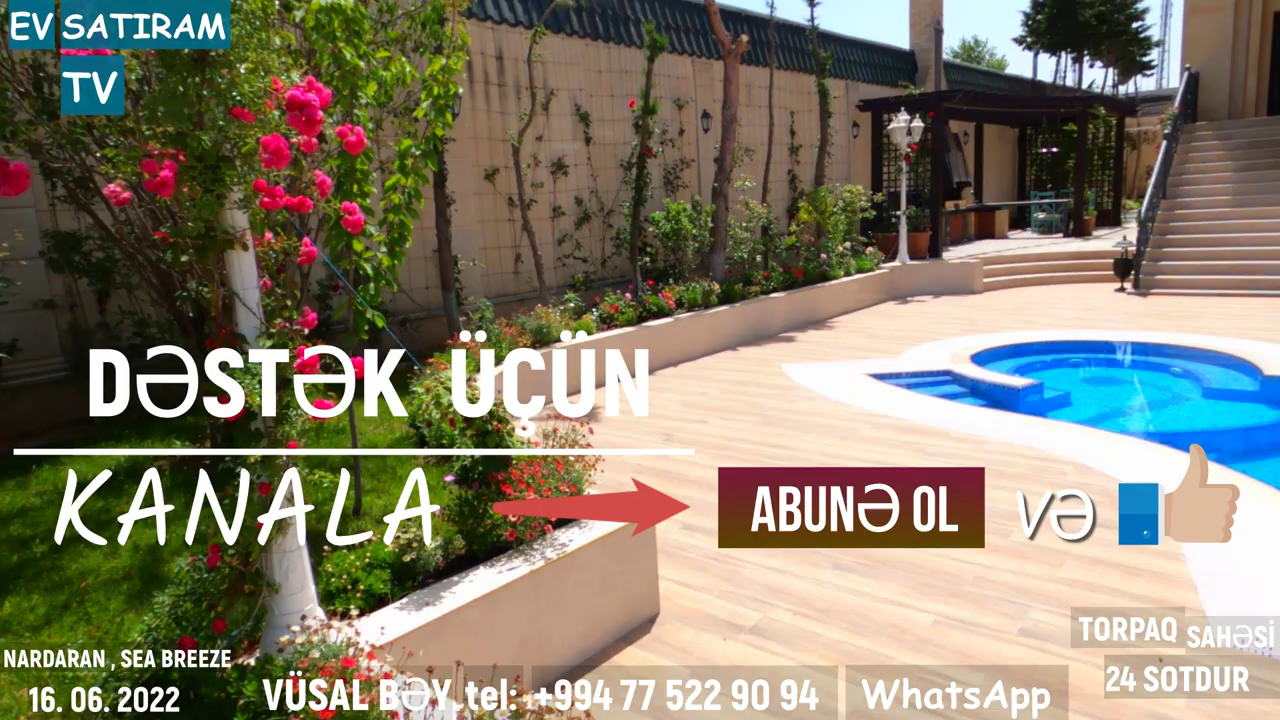 EV SATIRAM
TV
DƏSTƏK ÜÇÜN
KANALA
ABUNƏ OL
VƏ
TORPAQ SAHƏSİ
24 SOTDUR
NARDARAN , SEA BREEZE
16. 06. 2022
VÜSAL BƏY, tel: +994 77 522 90 94 WhatsApp